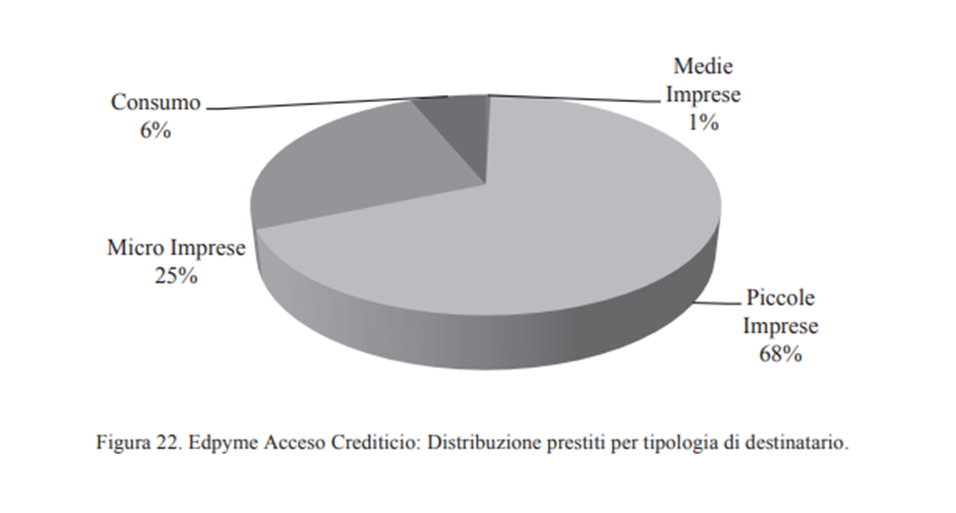 Medie
Imprese
1%
Consumo
6%
Micro Imprese
25%
Piccole
Imprese
68%
Figura 22. Edpyme Acceso Crediticio: Distribuzione prestiti per tipologia di destinatario.